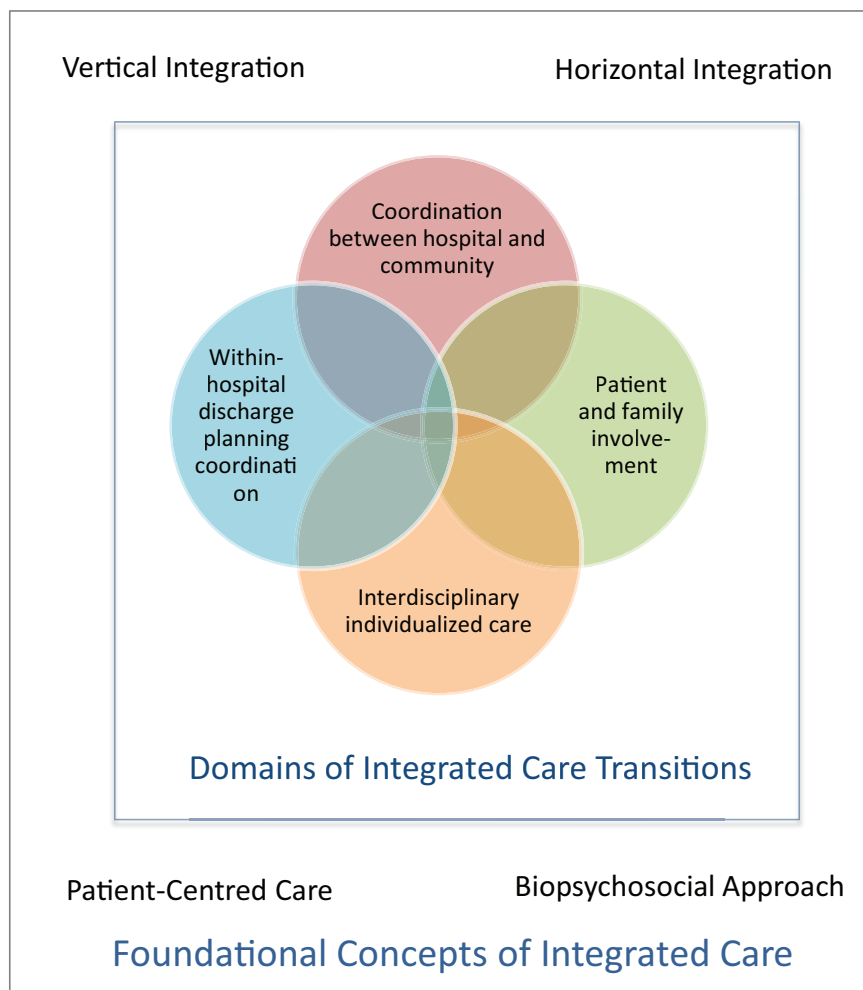 Vertical Integration
Horizontal Integration
Coordination
between hospital and
community
Within-
hospital
discharge
planning
coordinati
on
Patient
and family
involve-
ment
Interdisciplinary
individualized care
Domains of Integrated Care Transitions
Patient-Centred Care
Biopsychosocial Approach
Foundational Concepts of Integrated Care